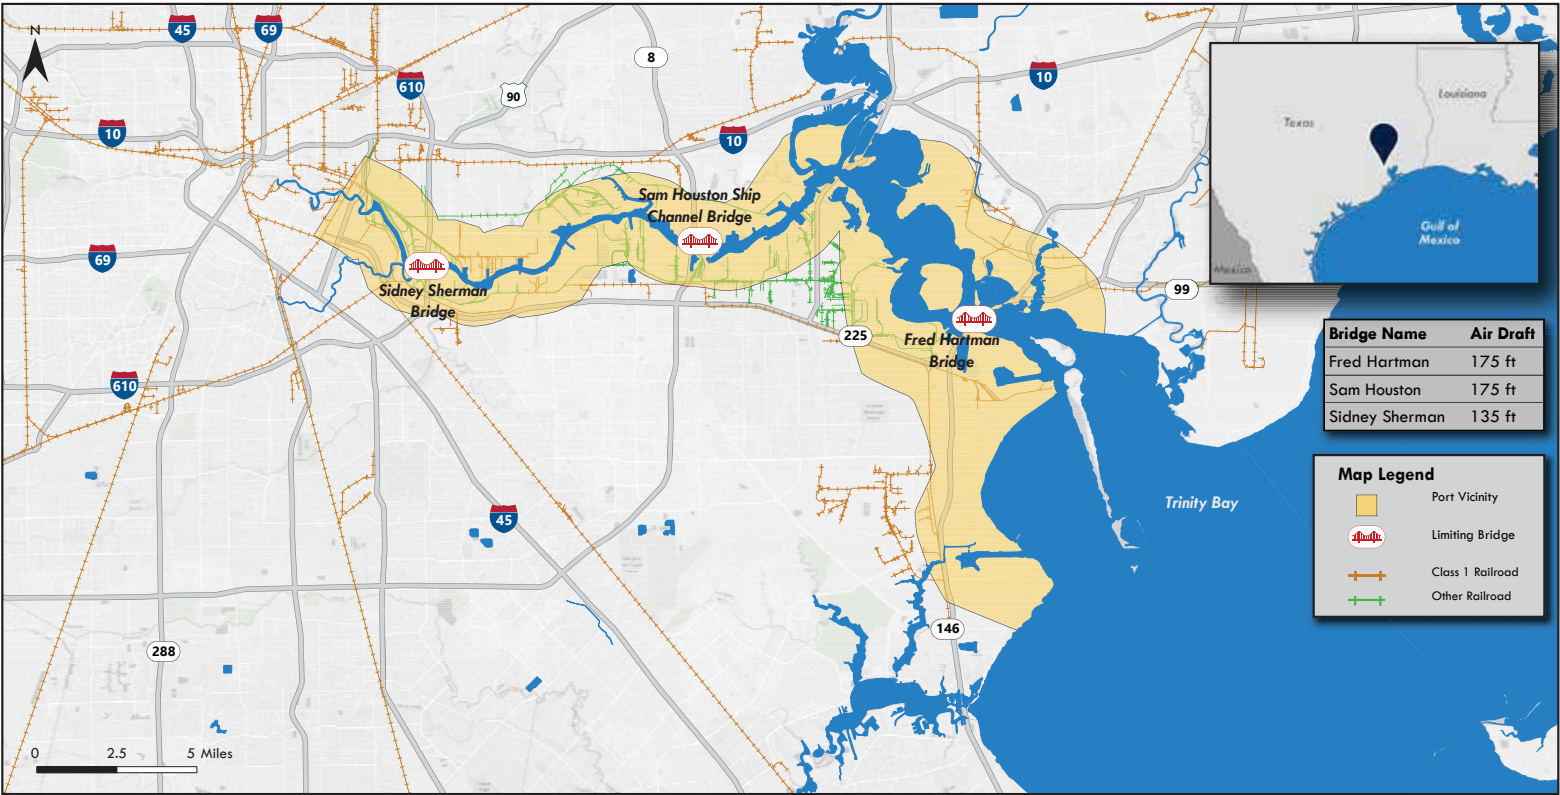 N
45
69
610
90
8
10
10
10
Sam Houston Ship
Channel Bridge
69
Sidney Sherman
Bridge
99
225
Fred Hartman
Bridge
610
45
Trinity Bay
146
288
0 2.5 5 Miles
Texas
Louisiana
Gulf of
Mexico
Mexico
Bridge Name Air Draft
Fred Hartman 175 ft
Sam Houston 175 ft
Sidney Sherman 135 ft
Map Legend
Port Vicinity
Limiting Bridge
Class 1 Railroad
Other Railroad